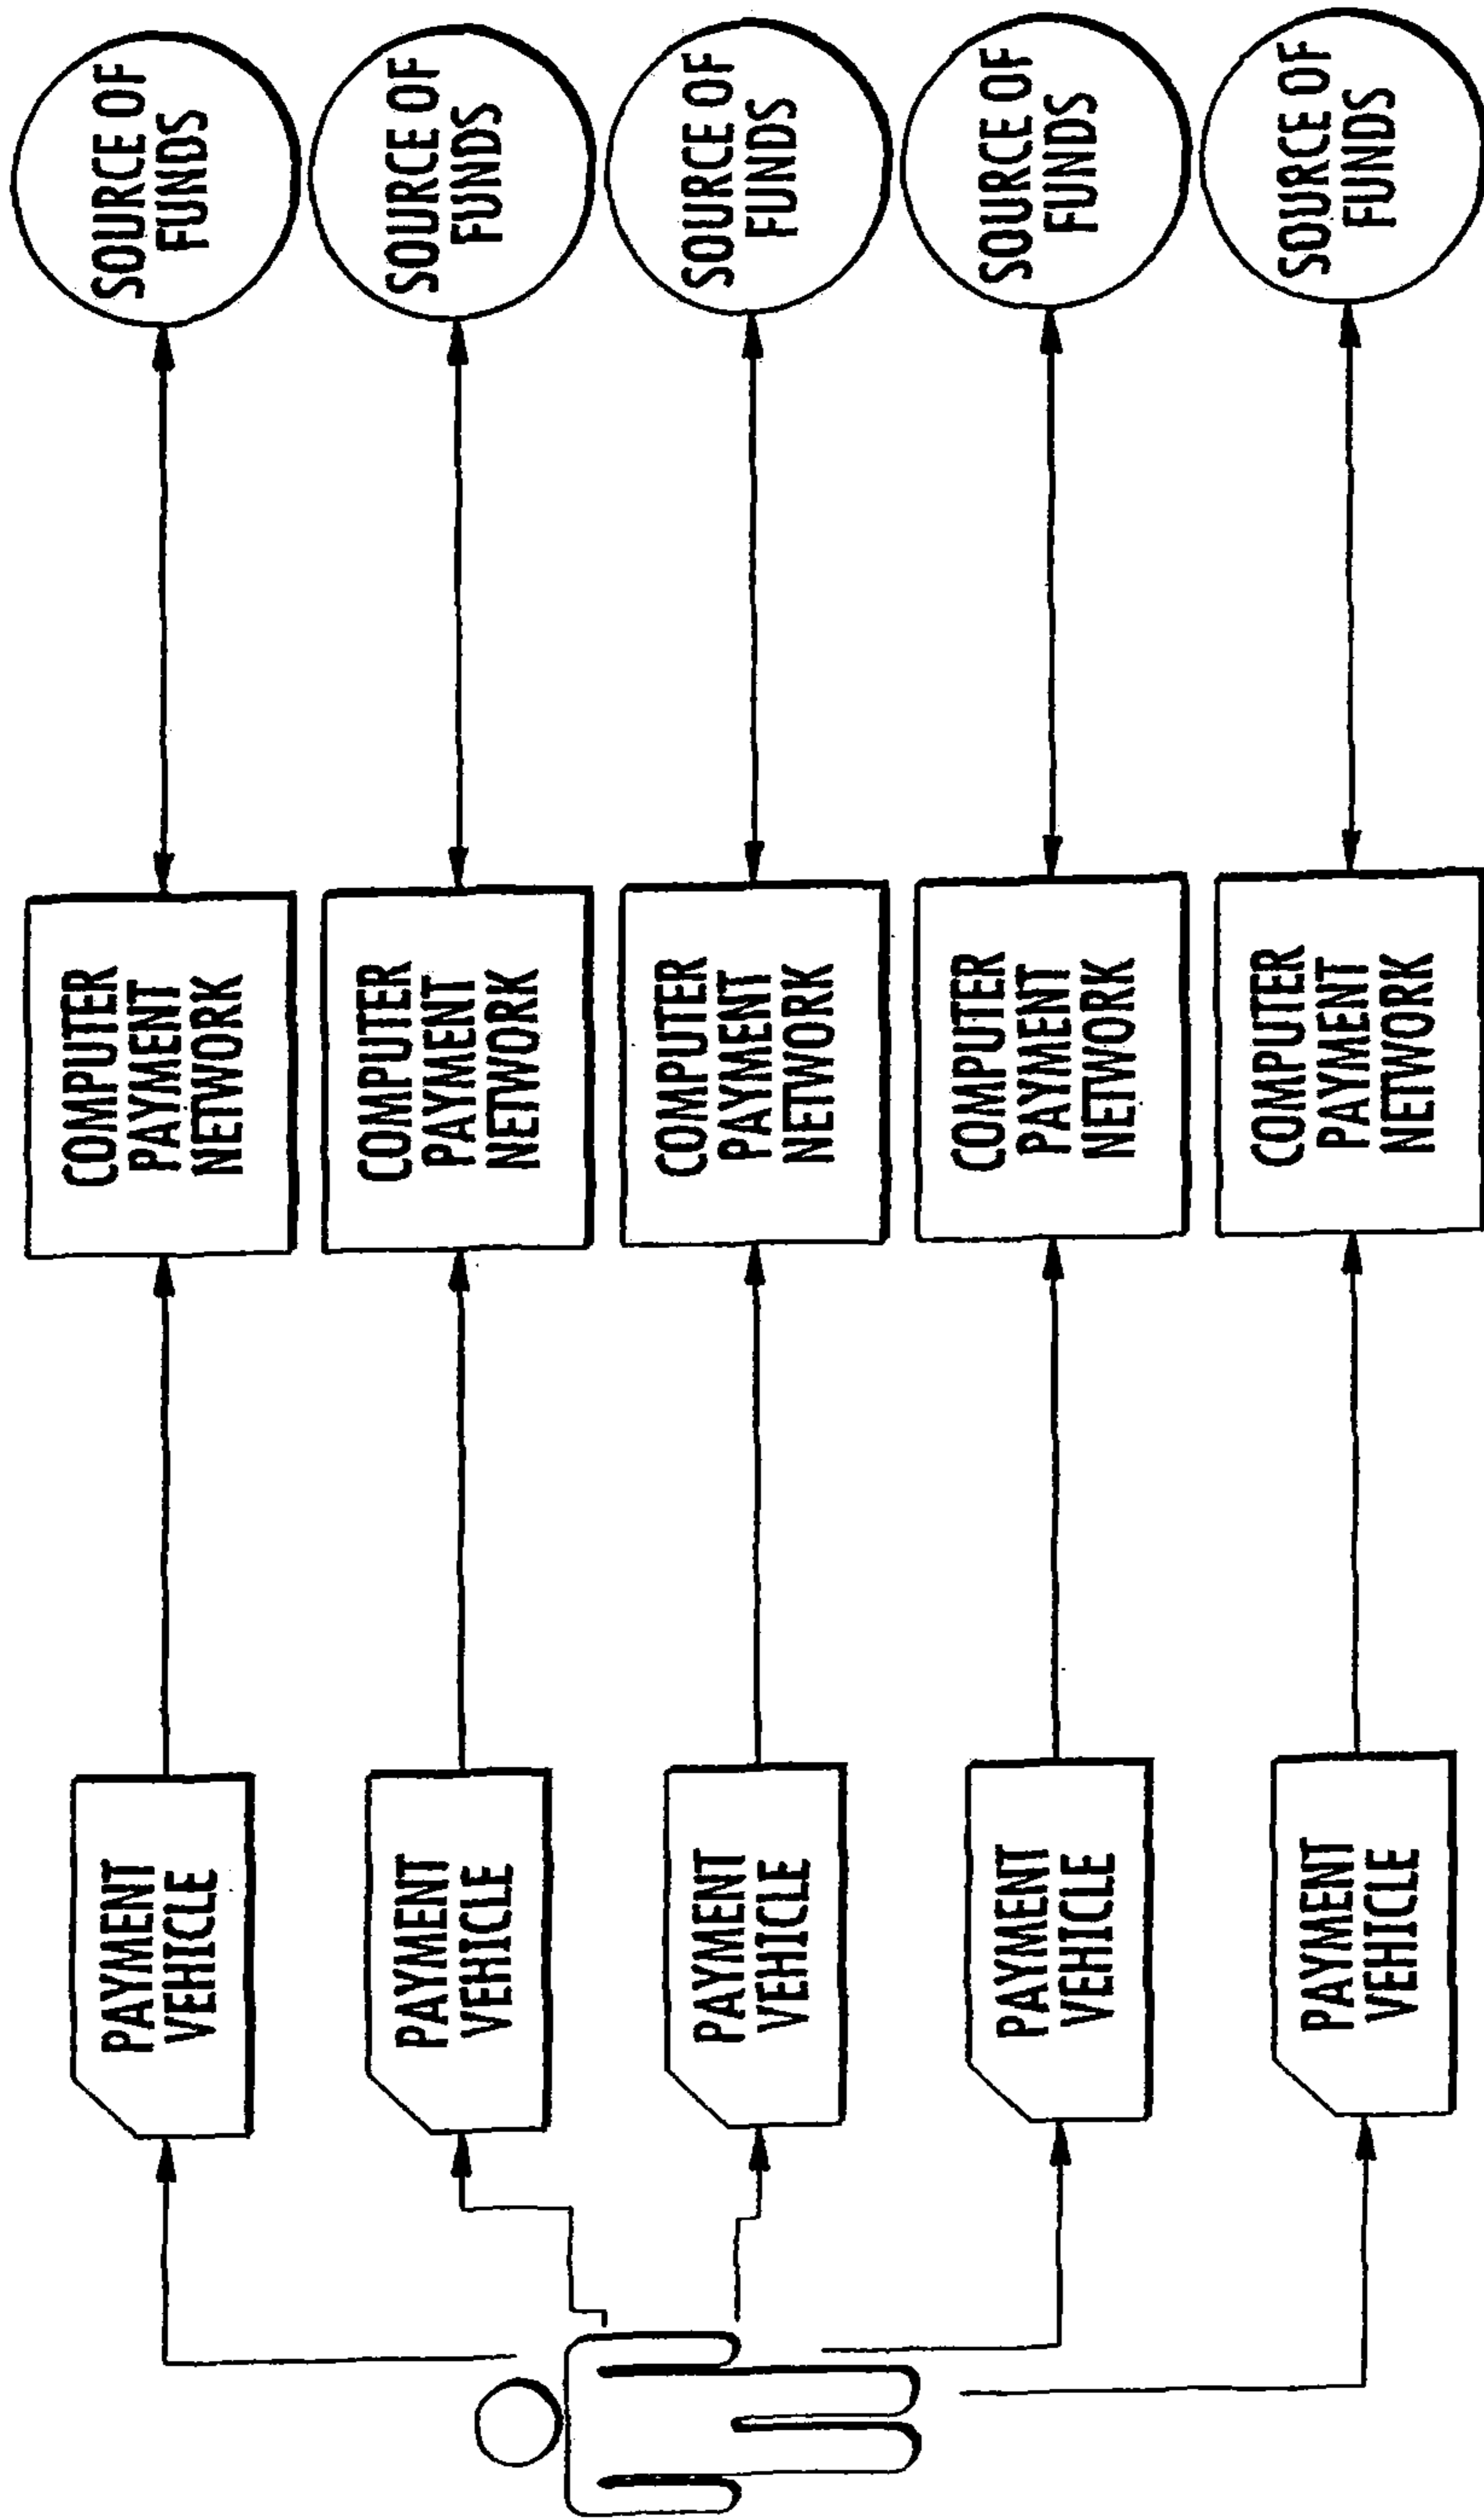 PAYMENT
VEHICLE
COMPUTER
PAYMENT
NETWORK
SOURCE OF
FUNDS
PAYMENT
VEHICLE
COMPUTER
PAYMENT
NETWORK
SOURCE OF
FUNDS
PAYMENT
VEHICLE
COMPUTER
PAYMENT
NETWORK
SOURCE OF
FUNDS
PAYMENT
VEHICLE
COMPUTER
PAYMENT
NETWORK
SOURCE OF
FUNDS
PAYMENT
VEHICLE
COMPUTER
PAYMENT
NETWORK
SOURCE OF
FUNDS